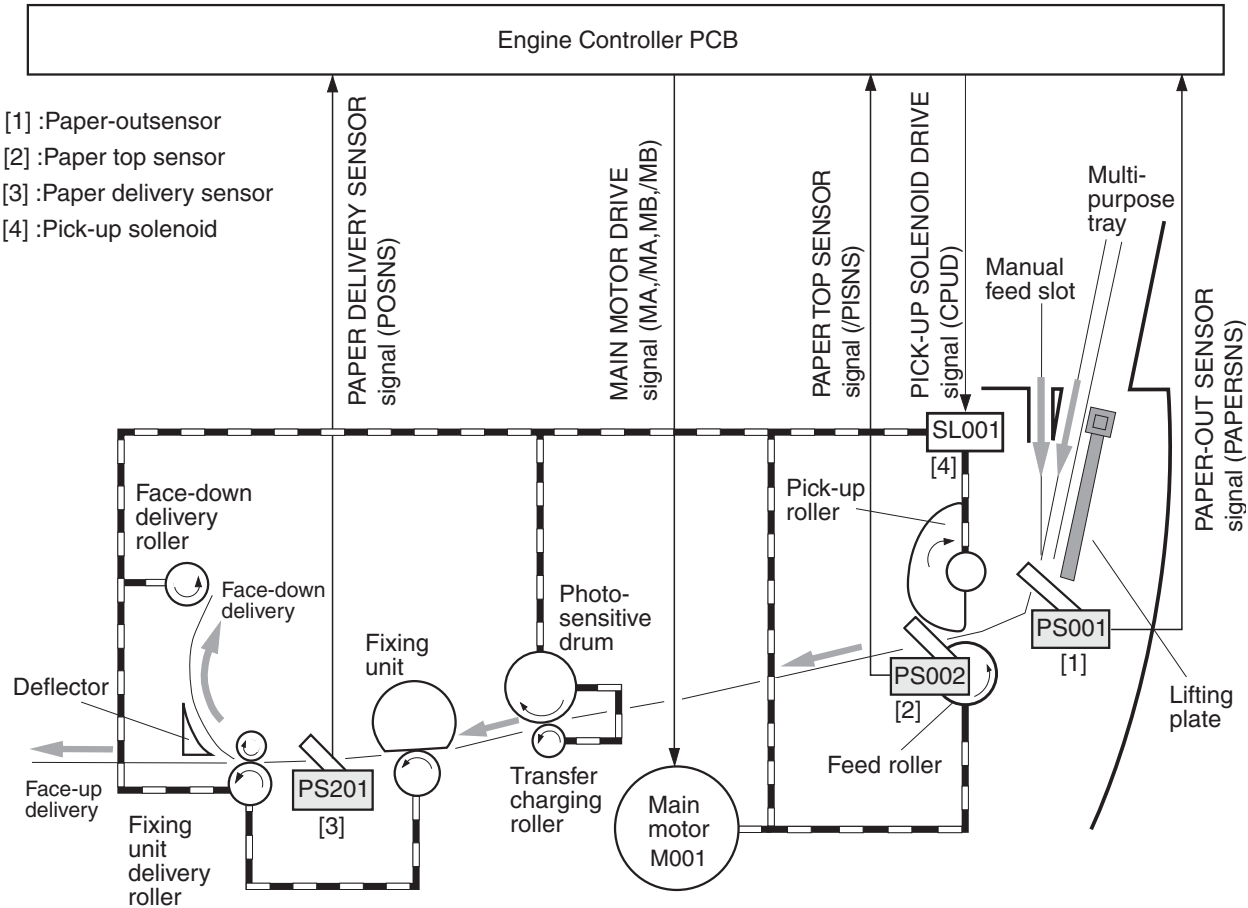 Engine Controller PCB
[1] :Paper-outsensor
[2] :Paper top sensor
[3] :Paper delivery sensor
[4] :Pick-up solenoid
PAPER DELIVERY SENSOR
signal (POSNS)
MAIN MOTOR DRIVE
signal (MA,/MA,MB,/MB)
PAPER TOP SENSOR
signal (/PISNS)
PICK-UP SOLENOID DRIVE
signal (CPUD)
Multi-
purpose
tray
Manual
feed slot
PAPER-OUT SENSOR
signal (PAPERSNS)
SL001
[4]
Face-down
delivery
roller
Pick-up
roller
Face-down
delivery
Photo-
sensitive
drum
Fixing
unit
PS001
[1]
PS002
[2]
Deflector
Lifting
plate
Feed roller
Face-up
delivery
PS201
[3]
Transfer
charging
roller
Main
motor
M001
Fixing
unit
delivery
roller